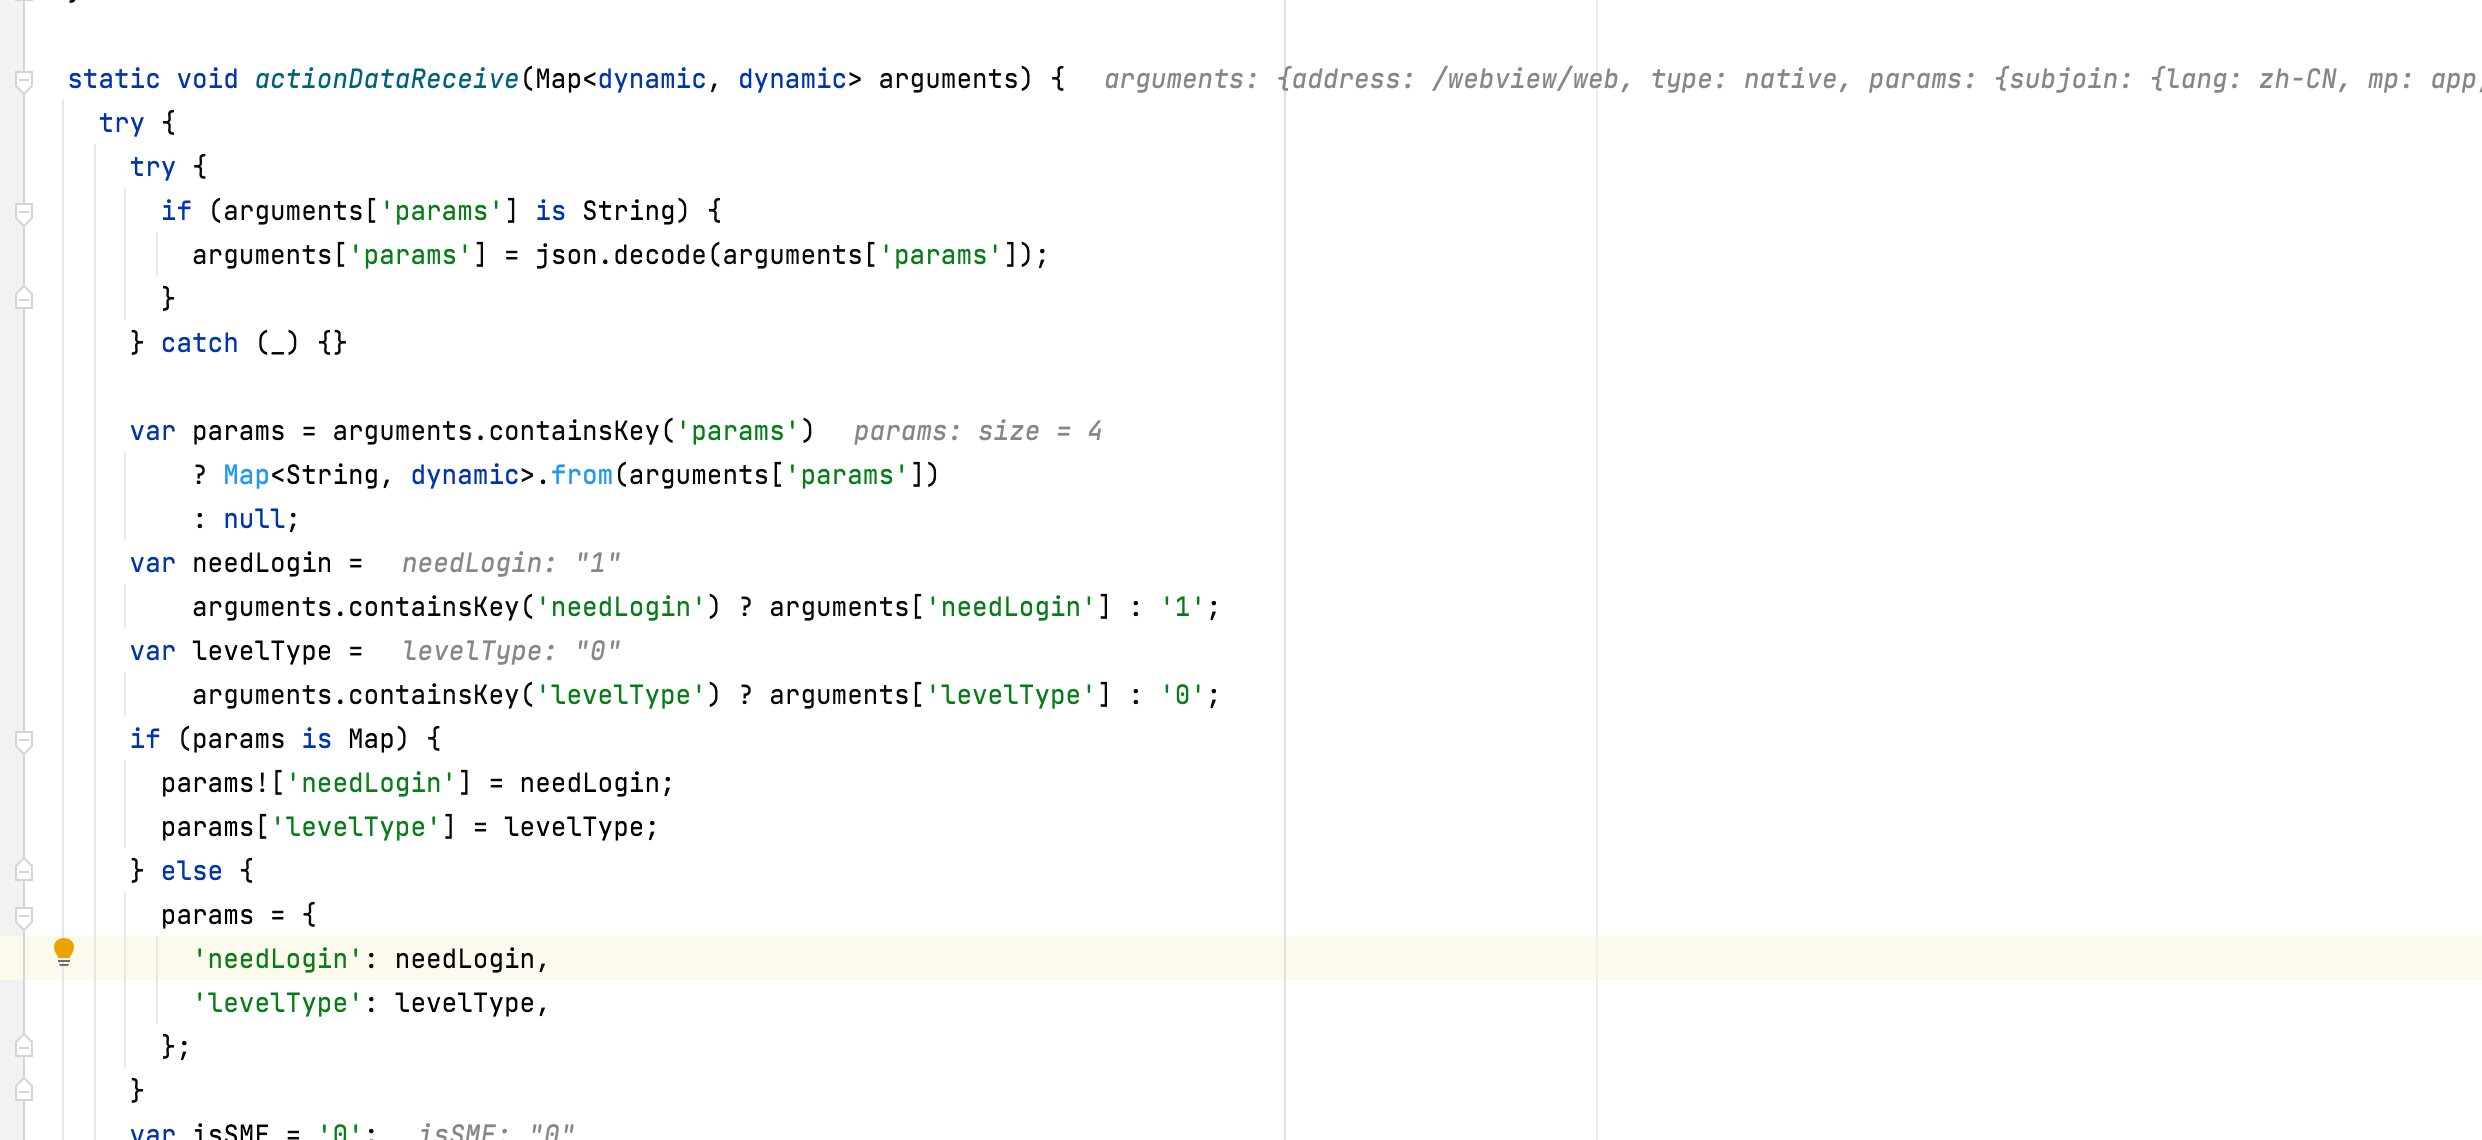 static void actionDataReceive(Map<dynamic, dynamic> arguments) {   arguments: {address: /webview/web, type: native, params: {subjoin: {lang: zh-CN, mp: app,
try {
try {
if (arguments['params'] is String) {
arguments['params'] = json.decode(arguments['params']);
}
} catch (_) {}
var params = arguments.containsKey('params')   params: size = 4
? Map<String, dynamic>.from(arguments['params'])
: null;
var needLogin =   needLogin: "1"
arguments.containsKey('needLogin') ? arguments['needLogin'] : '1';
var levelType =   levelType: "0"
arguments.containsKey('levelType') ? arguments['levelType'] : '0';
if (params is Map) {
params!['needLogin'] = needLogin;
params['levelType'] = levelType;
} else {
params = {
'needLogin': needLogin,
'levelType': levelType,
};
}
var isSME = '0';   isSME: "0"